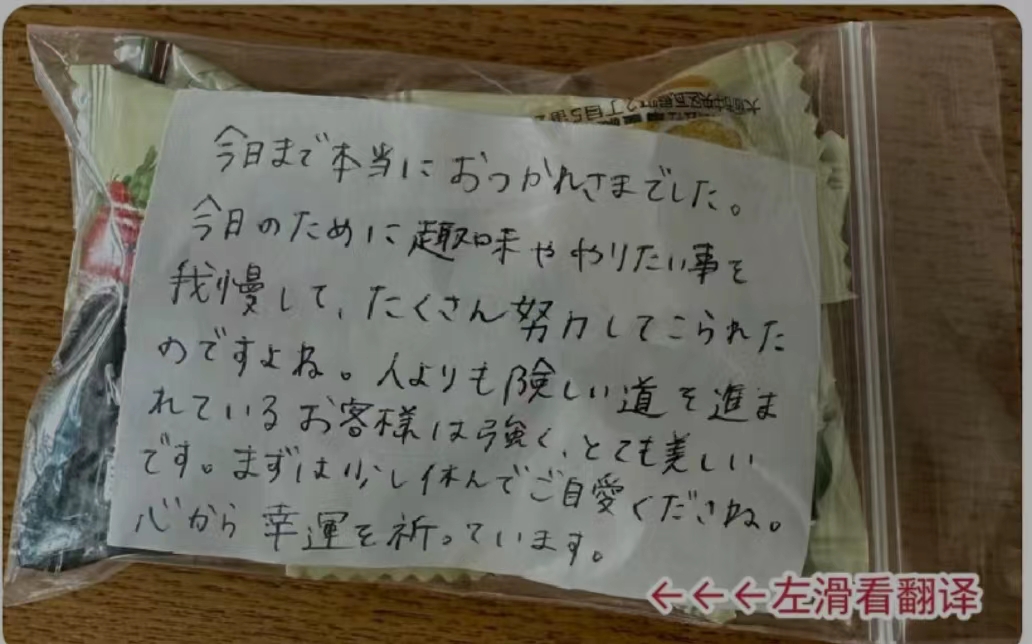 2丁目5番
今日まで本当におつかれさまでした。
今日のために趣味ややりたい事を
我慢して、たくさん努力してこられた
のですよね。人よりも険しい道を進ま
れているお客様は強く、とても美しい
です。まずは少し休んでご自愛くださね。
心から幸運を祈っています。
←←←左滑看翻译